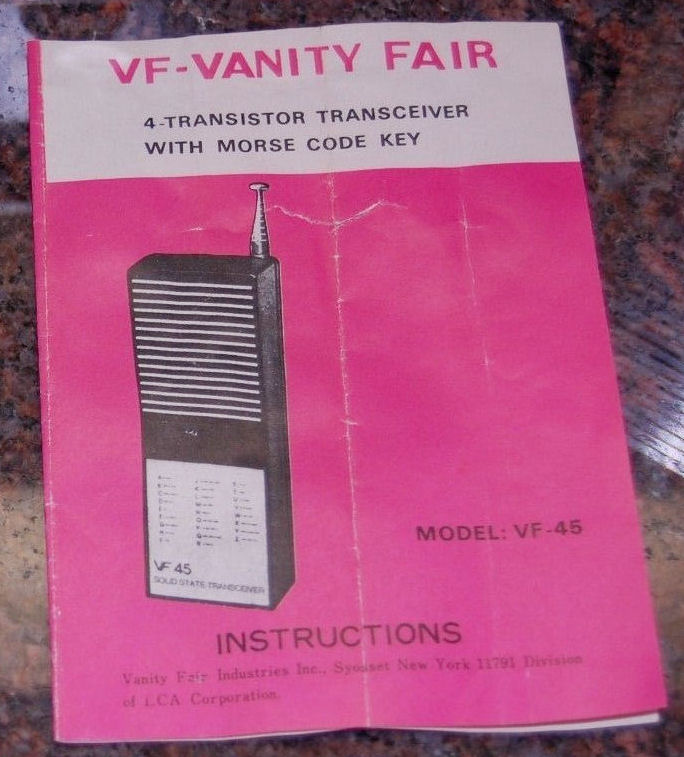 VF-VANITY FAIR
4-TRANSISTOR TRANSCEIVER
WITH MORSE CODE KEY
VF 45
SOLID STATE TRANSCEIVER
MODEL: VF-45
INSTRUCTIONS
Vanity Fair Industries Inc., Syosset New York 11791 Division
of LCA Corporation.